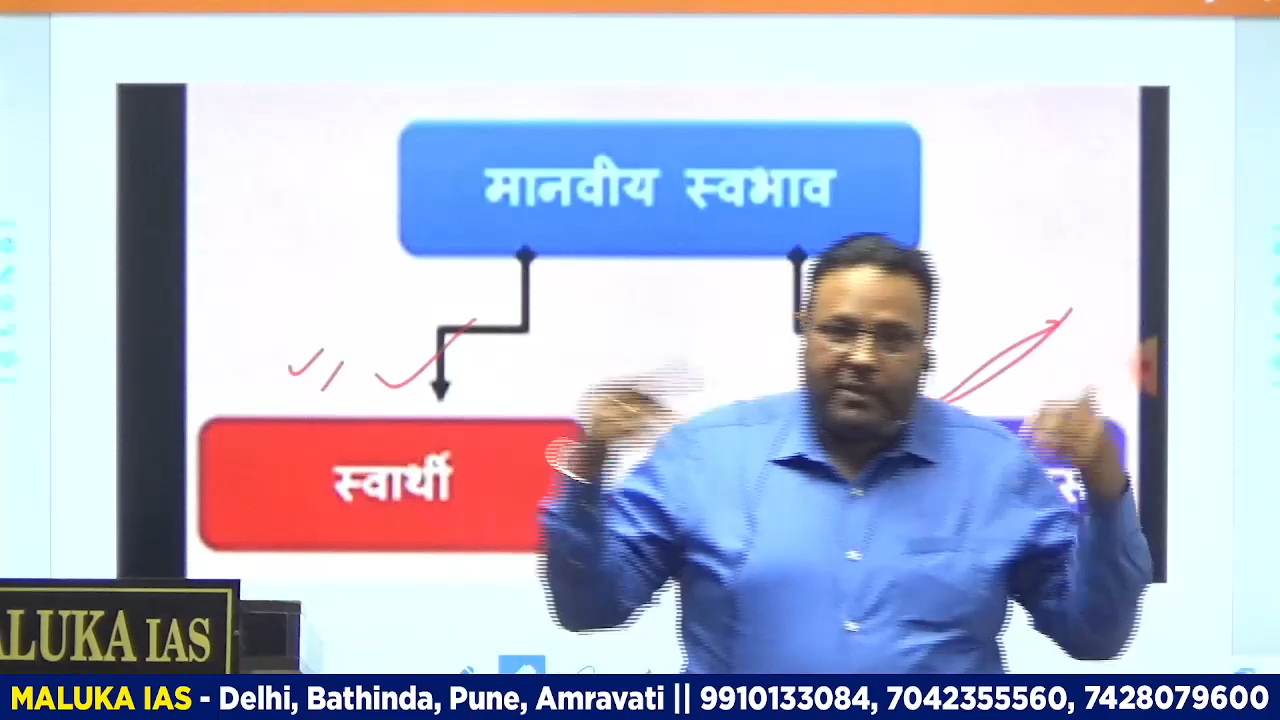 मानवीय स्वभाव
स्वार्थी
ALUKA IAS
MALUKA IAS - Delhi, Bathinda, Pune, Amravati || 9910133084, 7042355560, 7428079600